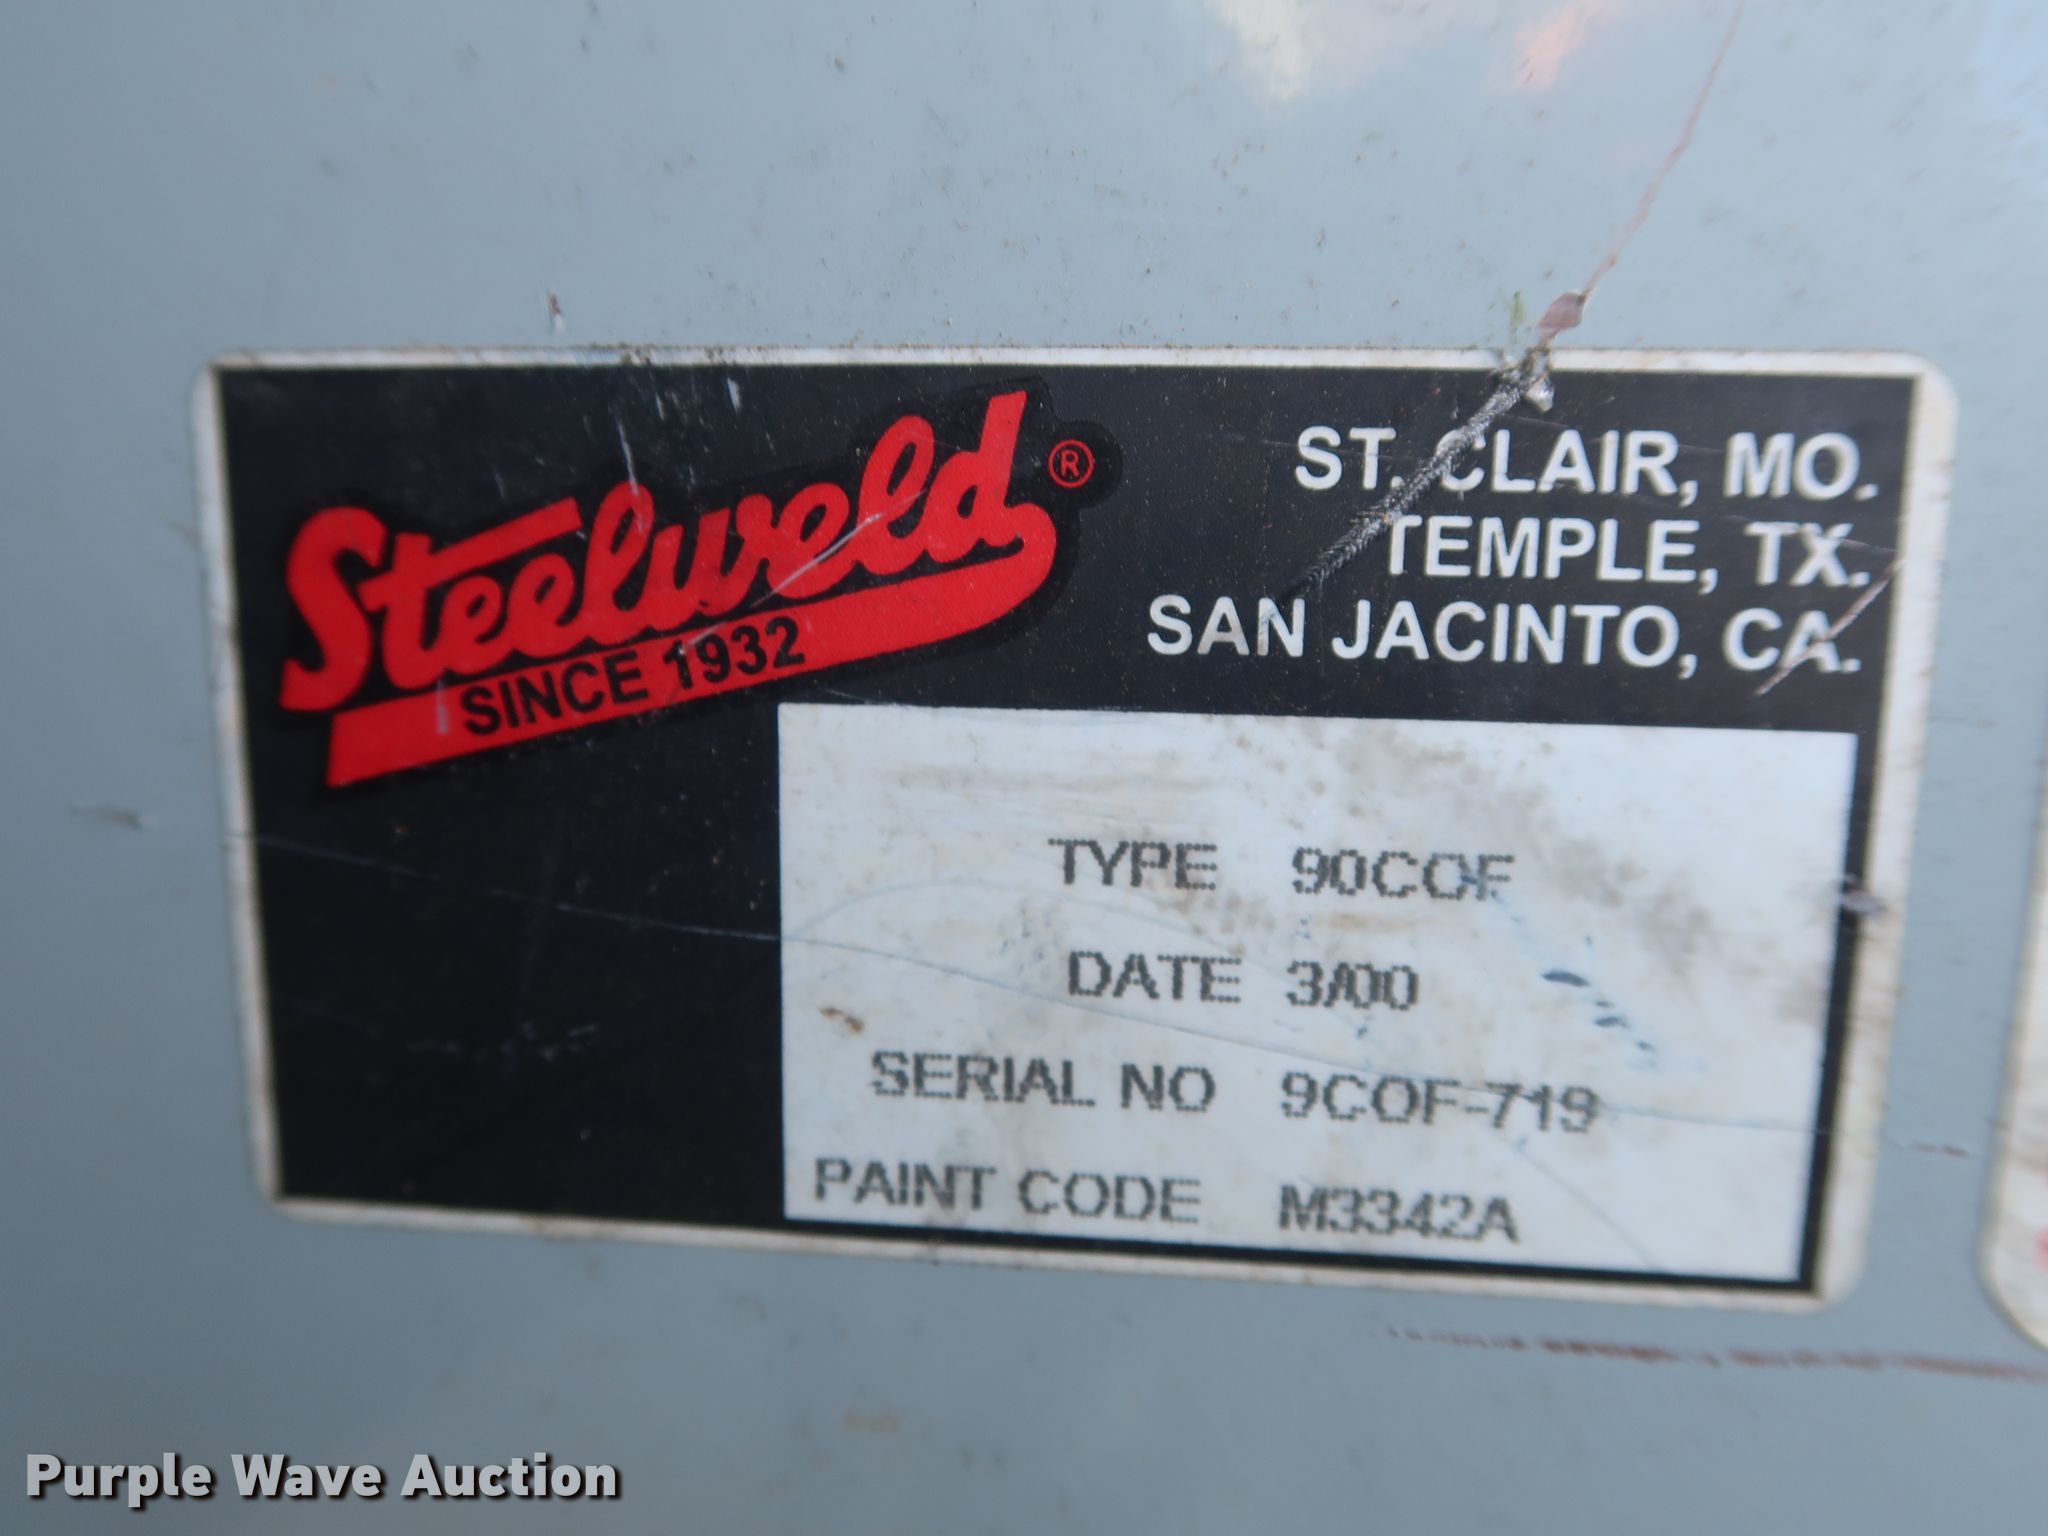 Steelweld®
SINCE 1932
ST. CLAIR, MO.
TEMPLE, TX.
SAN JACINTO, CA.
TYPE 90COF
DATE 3/00
SERIAL NO 9COF-719
PAINT CODE M3342A
Purple Wave Auction